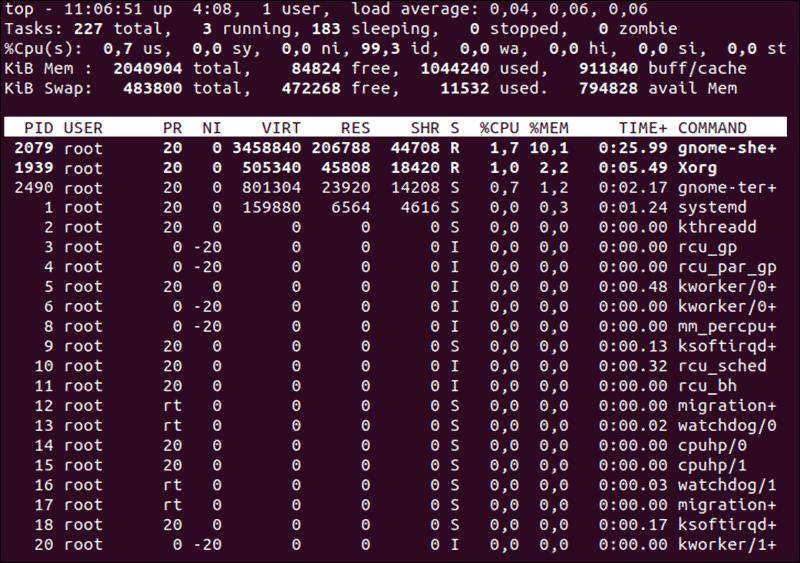 top - 11:06:51 up  4:08,  1 user,  load average: 0,04, 0,06, 0,06
Tasks: 227 total,   3 running, 183 sleeping,   0 stopped,   0 zombie
%Cpu(s):  0,7 us,  0,0 sy,  0,0 ni, 99,3 id,  0,0 wa,  0,0 hi,  0,0 si,  0,0 st
KiB Mem :  2040904 total,    84824 free,  1044240 used,   911840 buff/cache
KiB Swap:   483800 total,   472268 free,    11532 used.   794828 avail Mem
PID USER      PR  NI    VIRT    RES    SHR S  %CPU %MEM     TIME+ COMMAND
2079 root      20   0 3458840 206788  44708 R   1,7 10,1   0:25.99 gnome-she+
1939 root      20   0  505340  45808  18420 R   1,0  2,2   0:05.49 Xorg
2490 root      20   0  801304  23920  14208 S   0,7  1,2   0:02.17 gnome-ter+
1 root      20   0  159880   6564   4616 S   0,0  0,3   0:01.24 systemd
2 root      20   0       0      0      0 S   0,0  0,0   0:00.00 kthreadd
3 root       0 -20       0      0      0 I   0,0  0,0   0:00.00 rcu_gp
4 root       0 -20       0      0      0 I   0,0  0,0   0:00.00 rcu_par_gp
5 root      20   0       0      0      0 I   0,0  0,0   0:00.48 kworker/0+
6 root       0 -20       0      0      0 I   0,0  0,0   0:00.00 kworker/0+
8 root       0 -20       0      0      0 I   0,0  0,0   0:00.00 mm_percpu+
9 root      20   0       0      0      0 S   0,0  0,0   0:00.13 ksoftirqd+
10 root      20   0       0      0      0 I   0,0  0,0   0:00.32 rcu_sched
11 root      20   0       0      0      0 I   0,0  0,0   0:00.00 rcu_bh
12 root      rt   0       0      0      0 S   0,0  0,0   0:00.00 migration+
13 root      rt   0       0      0      0 S   0,0  0,0   0:00.02 watchdog/0
14 root      20   0       0      0      0 S   0,0  0,0   0:00.00 cpuhp/0
15 root      20   0       0      0      0 S   0,0  0,0   0:00.00 cpuhp/1
16 root      rt   0       0      0      0 S   0,0  0,0   0:00.03 watchdog/1
17 root      rt   0       0      0      0 S   0,0  0,0   0:00.00 migration+
18 root      20   0       0      0      0 S   0,0  0,0   0:00.17 ksoftirqd+
20 root       0 -20       0      0      0 I   0,0  0,0   0:00.00 kworker/1+